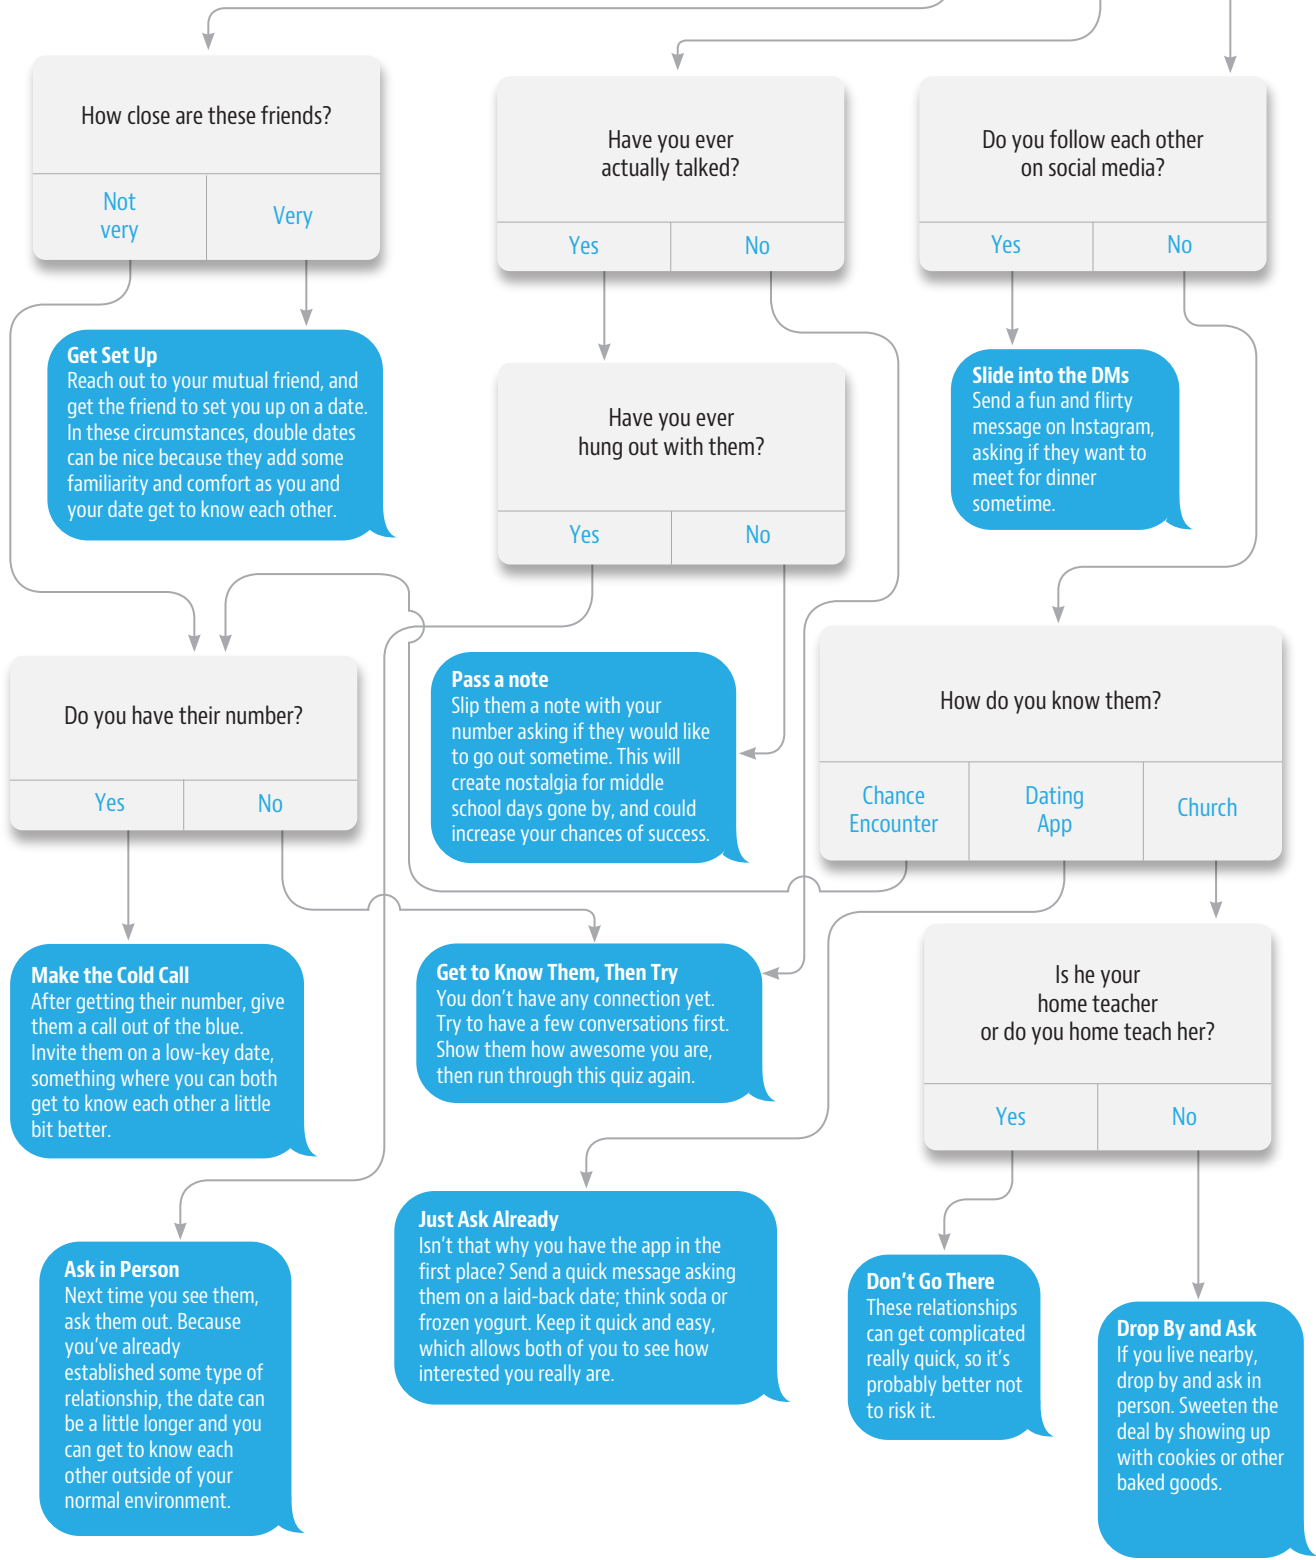 How close are these friends?
Not
very
Very
Have you ever
actually talked?
Yes
No
Do you follow each other
on social media?
Yes
No
Get Set Up
Reach out to your mutual friend, and
get the friend to set you up on a date.
In these circumstances, double dates
can be nice because they add some
familiarity and comfort as you and
your date get to know each other.
Have you ever
hung out with them?
Yes
No
Slide into the DMs
Send a fun and flirty
message on Instagram,
asking if they want to
meet for dinner
sometime.
Do you have their number?
Yes
No
Pass a note
Slip them a note with your
number asking if they would like
to go out sometime. This will
create nostalgia for middle
school days gone by, and could
increase your chances of success.
How do you know them?
Chance
Encounter
Dating
App
Church
Make the Cold Call
After getting their number, give
them a call out of the blue.
Invite them on a low-key date,
something where you can both
get to know each other a little
bit better.
Get to Know Them, Then Try
You don’t have any connection yet.
Try to have a few conversations first.
Show them how awesome you are,
then run through this quiz again.
Is he your
home teacher
or do you home teach her?
Yes
No
Ask in Person
Next time you see them,
ask them out. Because
you’ve already
established some type of
relationship, the date can
be a little longer and you
can get to know each
other outside of your
normal environment.
Just Ask Already
Isn’t that why you have the app in the
first place? Send a quick message asking
them on a laid-back date; think soda or
frozen yogurt. Keep it quick and easy,
which allows both of you to see how
interested you really are.
Don’t Go There
These relationships
can get complicated
really quick, so it’s
probably better not
to risk it.
Drop By and Ask
If you live nearby,
drop by and ask in
person. Sweeten the
deal by showing up
with cookies or other
baked goods.